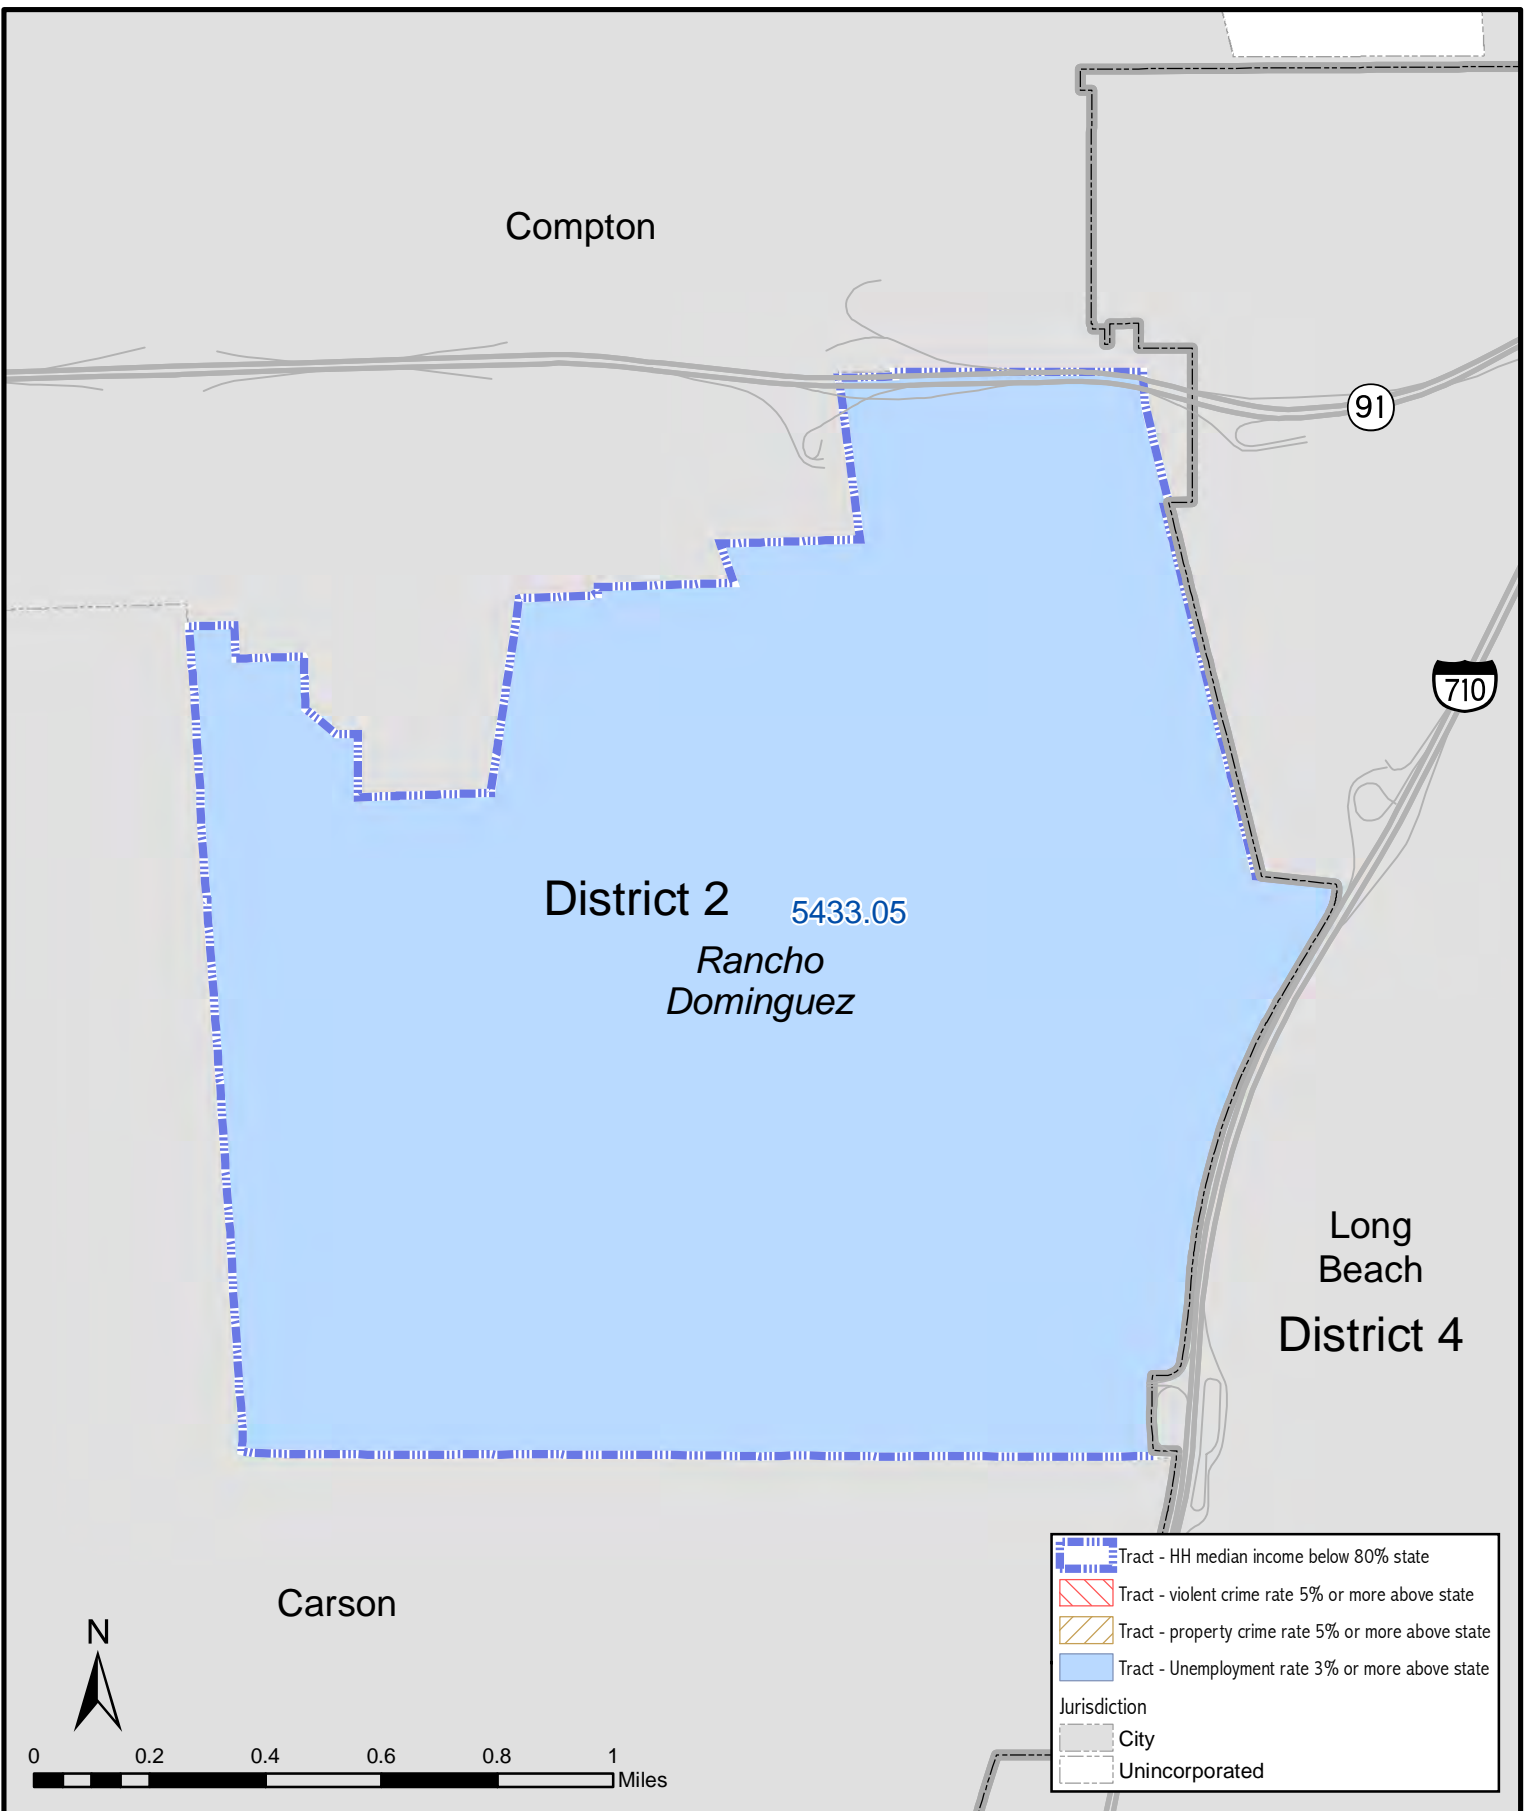 Compton
91
710
District 2
5433.05
Rancho
Dominguez
Long
Beach
District 4
Carson
N
0 0.2 0.4 0.6 0.8 1
Miles
Tract - HH median income below 80% state
Tract - violent crime rate 5% or more above state
Tract - property crime rate 5% or more above state
Tract - Unemployment rate 3% or more above state
Jurisdiction
City
Unincorporated